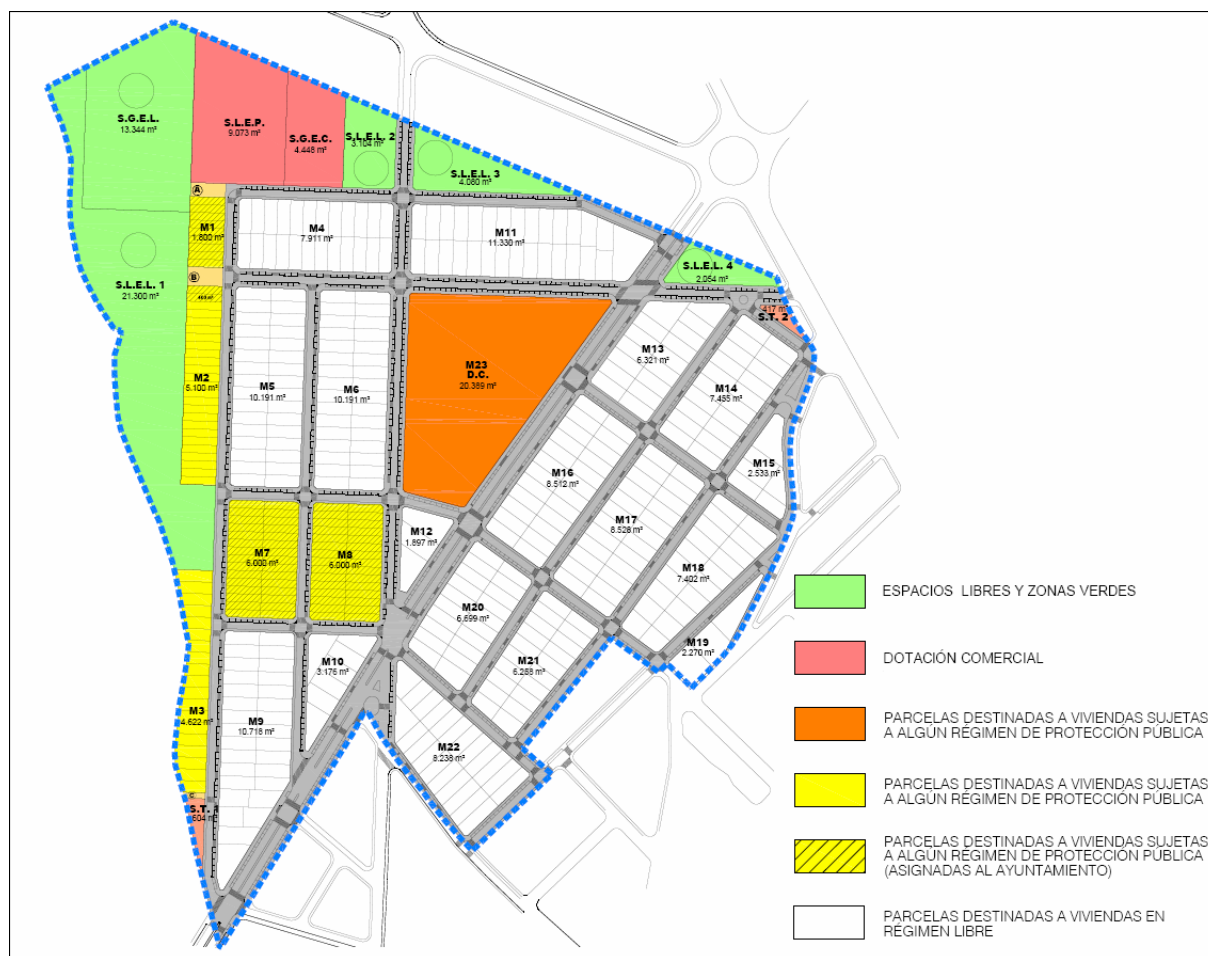 S.G.E.L.
13.344 m²
S.L.E.P.
9.073 m²
S.G.E.C.
4.448 m²
S.L.E.L. 2
3.104 m²
S.L.E.L. 3
4.080 m²
A
M1
1.800 m²
M4
7.911 m²
M11
11.330 m²
S.L.E.L. 4
2.054 m²
B
S.L.E.L. 1
21.300 m²
417 m²
S.T. 2
M2
5.100 m²
M5
10.191 m²
M6
10.191 m²
M23
D.C.
20.389 m²
M13
6.321 m²
M14
7.455 m²
M15
2.533 m²
M16
8.512 m²
M17
8.528 m²
M12
1.897 m²
M7
6.000 m²
M8
6.000 m²
M18
7.402 m²
M20
6.699 m²
M19
2.270 m²
M21
6.288 m²
M10
3.176 m²
M3
4.622 m²
M9
10.718 m²
M22
8.238 m²
C
S.T. 1
504 m²
ESPACIOS LIBRES Y ZONAS VERDES
DOTACIÓN COMERCIAL
PARCELAS DESTINADAS A VIVIENDAS SUJETAS
A ALGÚN RÉGIMEN DE PROTECCIÓN PÚBLICA
PARCELAS DESTINADAS A VIVIENDAS SUJETAS
A ALGÚN RÉGIMEN DE PROTECCIÓN PÚBLICA
PARCELAS DESTINADAS A VIVIENDAS SUJETAS
A ALGÚN RÉGIMEN DE PROTECCIÓN PÚBLICA
(ASIGNADAS AL AYUNTAMIENTO)
PARCELAS DESTINADAS A VIVIENDAS EN
RÉGIMEN LIBRE